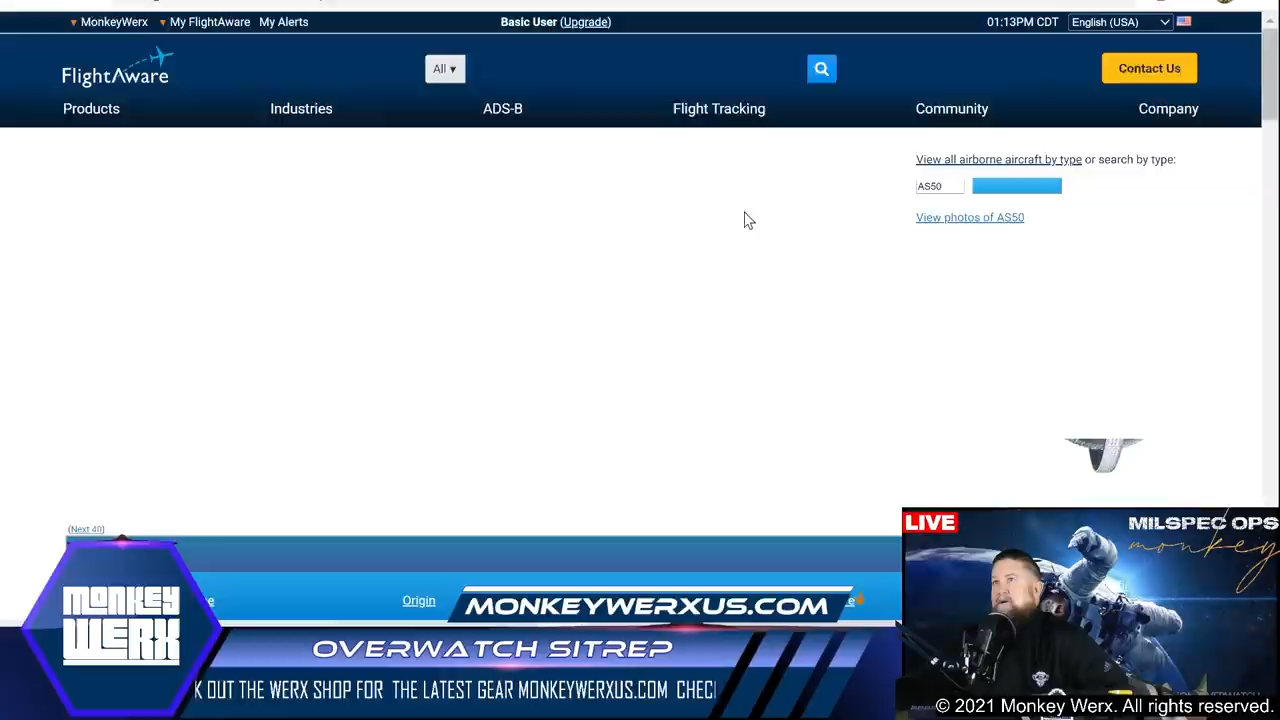 ▾ MonkeyWerx ▾ My FlightAware My Alerts Basic User (Upgrade) 01:13PM CDT English (USA)
FlightAware All ▾ Contact Us
Products Industries ADS-B Flight Tracking Community Company
View all airborne aircraft by type or search by type:
AS50
View photos of AS50
(Next 40)
LIVE MILSPEC OPS
monkey
Origin
MONKEYWERXUS.COM
MONKEY
WERX
OVERWATCH SITREP
K OUT THE WERX SHOP FOR THE LATEST GEAR MONKEYWERXUS.COM CHEC
© 2021 Monkey Werx. All rights reserved.